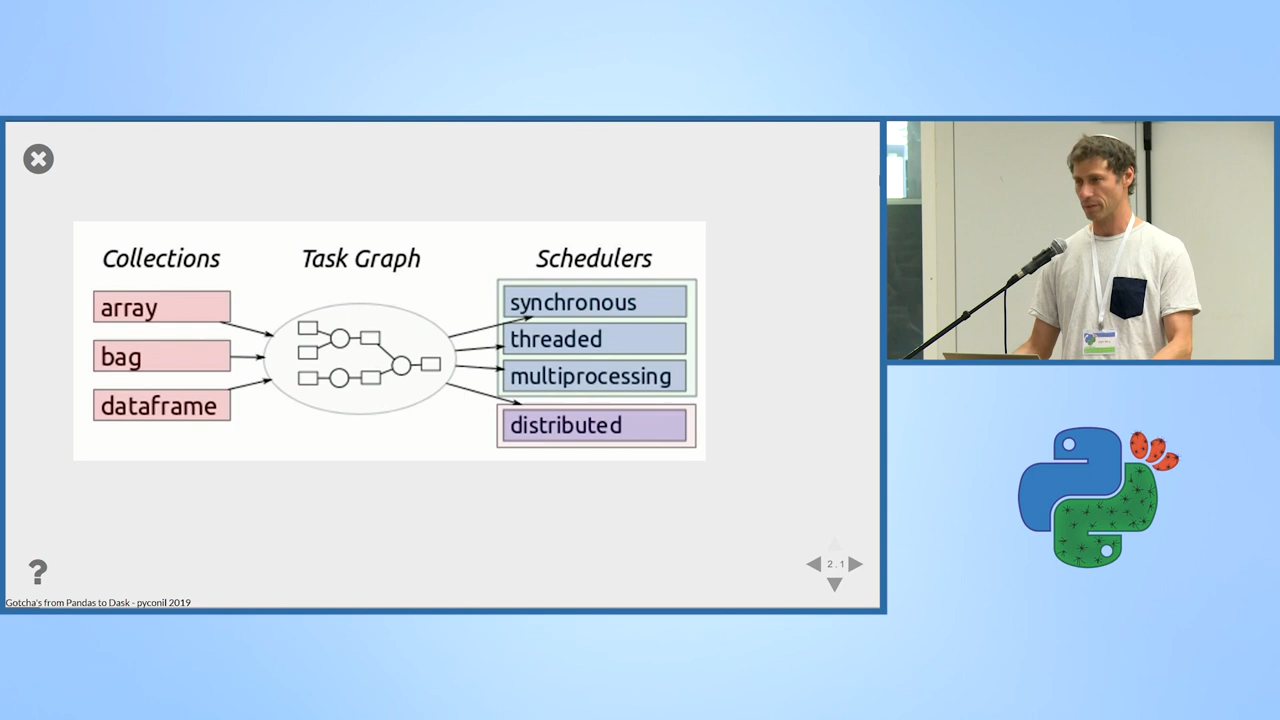 Collections
Task Graph
Schedulers
array
bag
dataframe
synchronous
threaded
multiprocessing
distributed
2.1
?
Gotcha's from Pandas to Dask - pyconil 2019